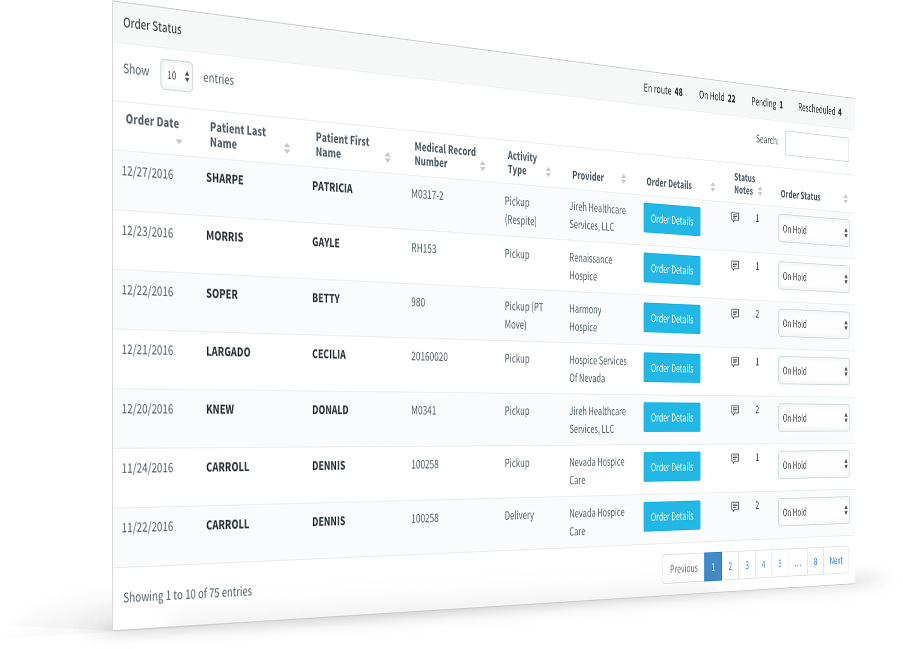 Order Status
En route 48 On Hold 22 Pending 1 Rescheduled 4
Show 10 entries
Search:
Order Date Patient Last Name Patient First Name Medical Record Number Activity Type Provider Order Details Status Notes Order Status
12/27/2016 SHARPE PATRICIA M0317-2 Pickup (Respite) Jireh Healthcare Services, LLC Order Details 1 On Hold
12/23/2016 MORRIS GAYLE RH153 Pickup Renaissance Hospice Order Details 1 On Hold
12/22/2016 SOPER BETTY 980 Pickup (PT Move) Harmony Hospice Order Details 2 On Hold
12/21/2016 LARGADO CECILIA 20160020 Pickup Hospice Services Of Nevada Order Details 1 On Hold
12/20/2016 KNEW DONALD M0341 Pickup Jireh Healthcare Services, LLC Order Details 2 On Hold
11/24/2016 CARROLL DENNIS 100258 Pickup Nevada Hospice Care Order Details 1 On Hold
11/22/2016 CARROLL DENNIS 100258 Delivery Nevada Hospice Care Order Details 2 On Hold
Showing 1 to 10 of 75 entries
Previous 1 2 3 4 5 ... 8 Next